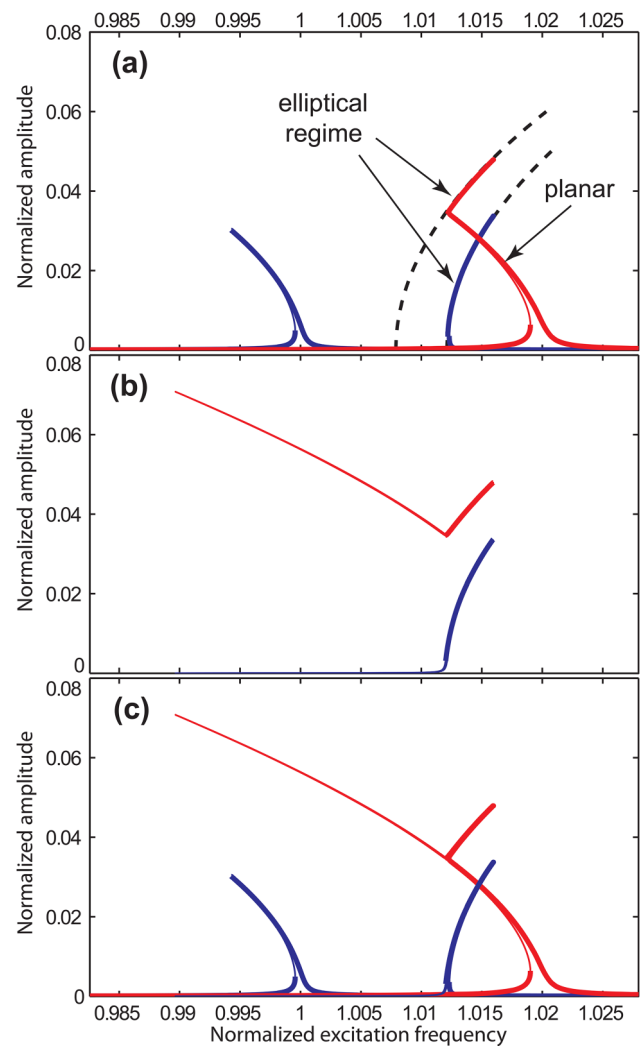 0.985 0.99 0.995 1 1.005 1.01 1.015 1.02 1.025
0.08
(a)
elliptical
regime
planar
0.06
0.04
0.02
0
Normalized amplitude
0.08
(b)
0.06
0.04
0.02
0
Normalized amplitude
0.08
(c)
0.06
0.04
0.02
0
Normalized amplitude
0.985 0.99 0.995 1 1.005 1.01 1.015 1.02 1.025
Normalized excitation frequency